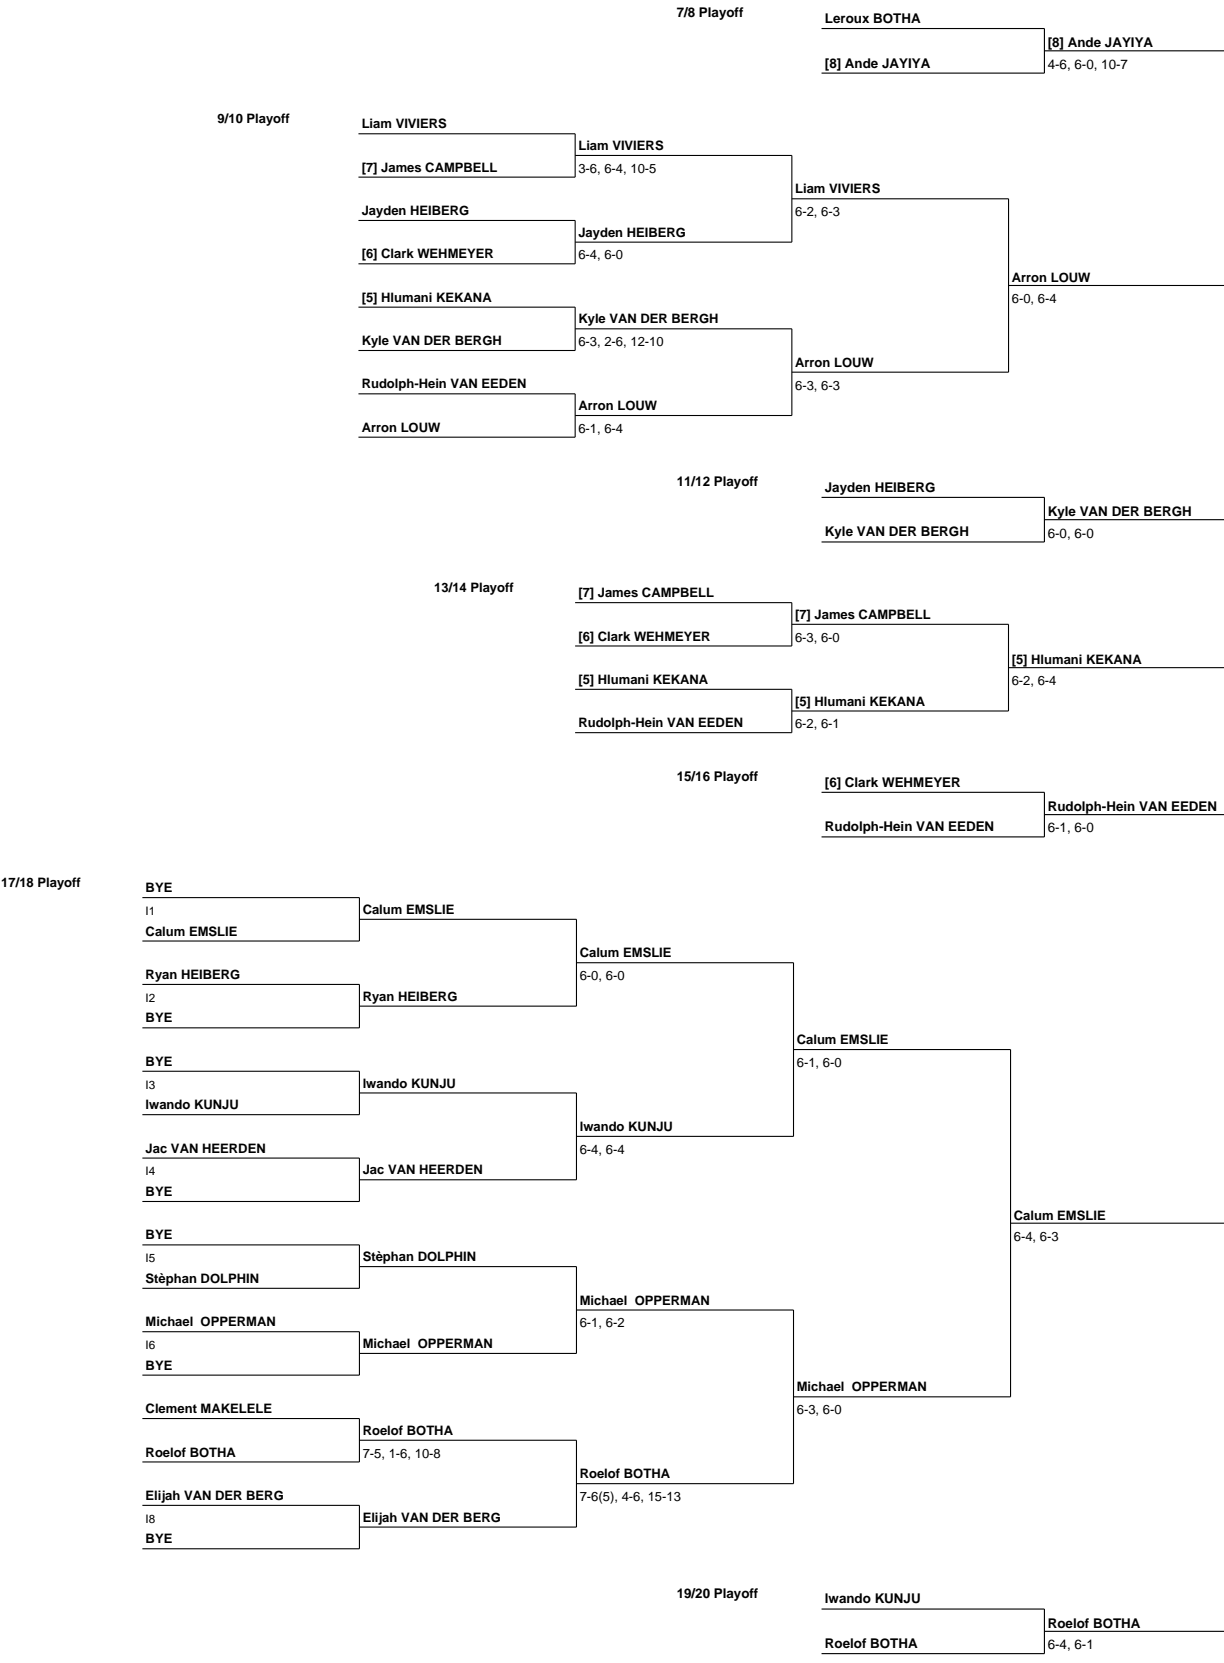 7/8 Playoff
Leroux BOTHA
[8] Ande JAYIYA
[8] Ande JAYIYA
4-6, 6-0, 10-7
9/10 Playoff
Liam VIVIERS
Liam VIVIERS
[7] James CAMPBELL
3-6, 6-4, 10-5
Liam VIVIERS
Jayden HEIBERG
6-2, 6-3
Jayden HEIBERG
[6] Clark WEHMEYER
6-4, 6-0
Arron LOUW
[5] Hlumani KEKANA
6-0, 6-4
Kyle VAN DER BERGH
Kyle VAN DER BERGH
6-3, 2-6, 12-10
Arron LOUW
Rudolph-Hein VAN EEDEN
6-3, 6-3
Arron LOUW
Arron LOUW
6-1, 6-4
11/12 Playoff
Jayden HEIBERG
Kyle VAN DER BERGH
Kyle VAN DER BERGH
6-0, 6-0
13/14 Playoff
[7] James CAMPBELL
[7] James CAMPBELL
[6] Clark WEHMEYER
6-3, 6-0
[5] Hlumani KEKANA
[5] Hlumani KEKANA
6-2, 6-4
[5] Hlumani KEKANA
Rudolph-Hein VAN EEDEN
6-2, 6-1
15/16 Playoff
[6] Clark WEHMEYER
Rudolph-Hein VAN EEDEN
Rudolph-Hein VAN EEDEN
6-1, 6-0
17/18 Playoff
BYE
I1
Calum EMSLIE
Calum EMSLIE
Calum EMSLIE
Ryan HEIBERG
6-0, 6-0
I2
Ryan HEIBERG
BYE
Calum EMSLIE
BYE
6-1, 6-0
I3
Iwando KUNJU
Iwando KUNJU
Iwando KUNJU
Jac VAN HEERDEN
6-4, 6-4
I4
Jac VAN HEERDEN
BYE
Calum EMSLIE
BYE
6-4, 6-3
I5
Stèphan DOLPHIN
Stèphan DOLPHIN
Michael  OPPERMAN
Michael  OPPERMAN
6-1, 6-2
I6
Michael  OPPERMAN
BYE
Michael  OPPERMAN
Clement MAKELELE
6-3, 6-0
Roelof BOTHA
Roelof BOTHA
7-5, 1-6, 10-8
Roelof BOTHA
Elijah VAN DER BERG
7-6(5), 4-6, 15-13
I8
Elijah VAN DER BERG
BYE
19/20 Playoff
Iwando KUNJU
Roelof BOTHA
Roelof BOTHA
6-4, 6-1